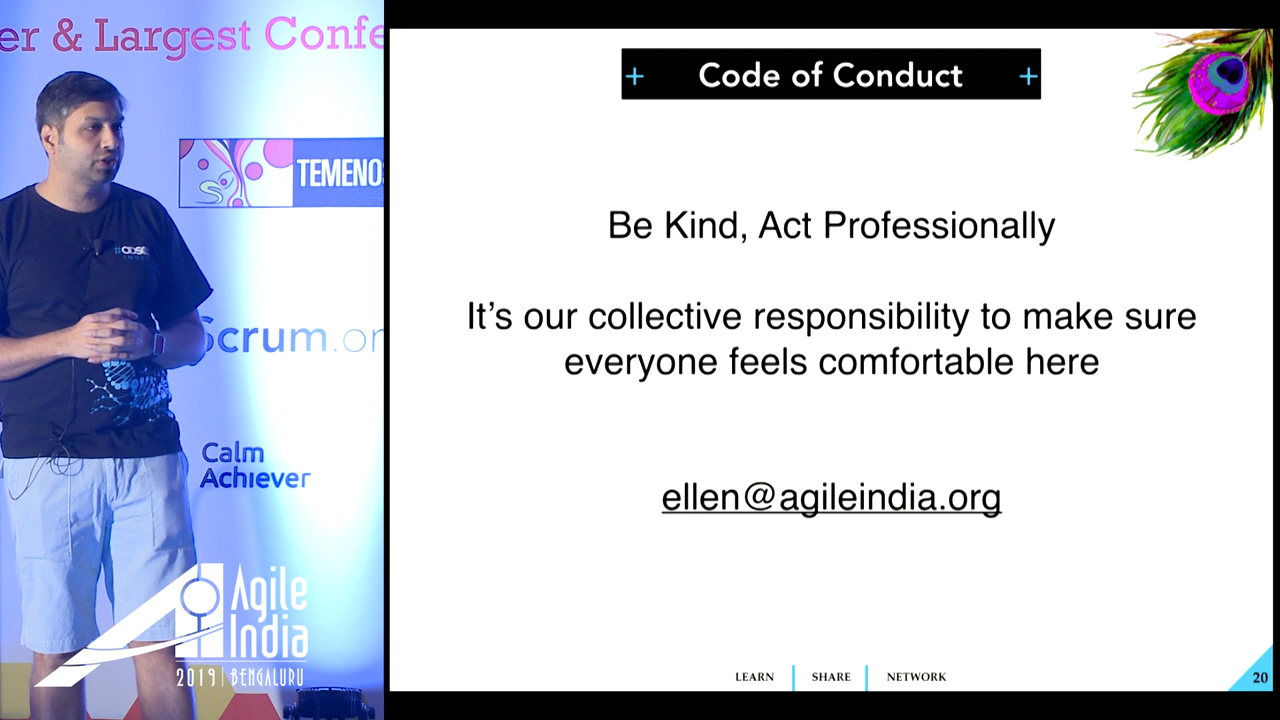 er & Largest Confe
TEMENOS
Scrum.or
Calm
Achiever
Agile
India
2019 | BENGALURU
+ Code of Conduct +
Be Kind, Act Professionally
It's our collective responsibility to make sure
everyone feels comfortable here
ellen@agileindia.org
LEARN | SHARE | NETWORK
20